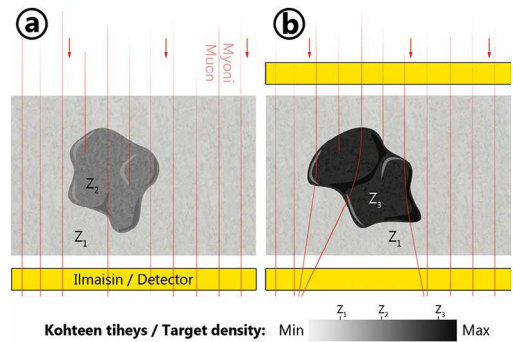 a
b
Myoni
Muon
Z2
Z1
Z3
Z1
Ilmaisin / Detector
Z1 Z2 Z3
Kohteen tiheys / Target density: Min Max